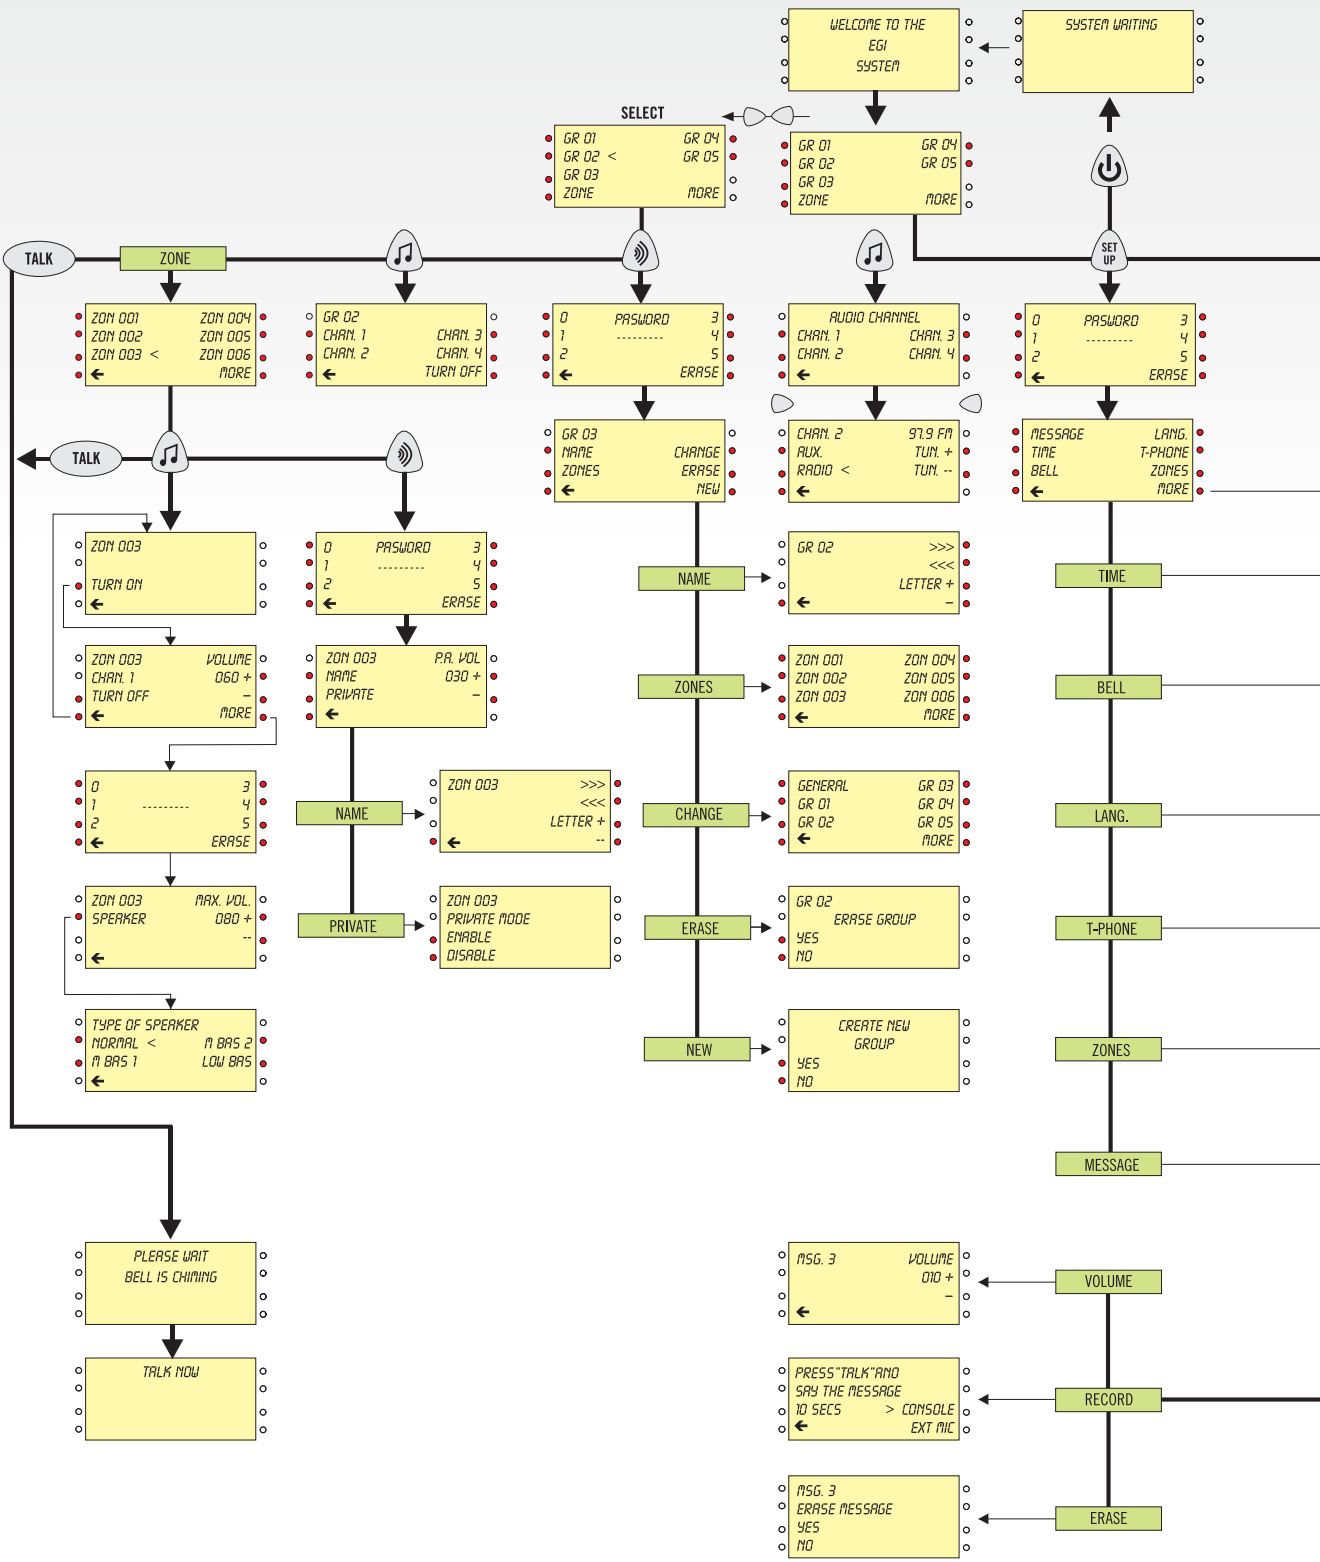 WELCOME TO THE
EGI
SYSTEM
SYSTEM WAITING
SELECT
GR 01 GR 04
GR 02 < GR 05
GR 03
ZONE MORE
GR 01 GR 04
GR 02 GR 05
GR 03
ZONE MORE
TALK
ZONE
SET
UP
ZON 001 ZON 004
ZON 002 ZON 005
ZON 003 < ZON 006
← MORE
GR 02
CHAN. 1 CHAN. 3
CHAN. 2 CHAN. 4
← TURN OFF
0 PASWORD 3
1 --------- 4
2 5
← ERASE
AUDIO CHANNEL
CHAN. 1 CHAN. 3
CHAN. 2 CHAN. 4
←
0 PASWORD 3
1 --------- 4
2 5
← ERASE
TALK
GR 03
NAME CHANGE
ZONES ERASE
← NEW
CHAN. 2 97.9 FM
AUX. TUN. +
RADIO < TUN. --
←
MESSAGE LANG.
TIME T-PHONE
BELL ZONES
← MORE
ZON 003
TURN ON
←
0 PASWORD 3
1 --------- 4
2 5
← ERASE
NAME
GR 02 >>>
<<<
LETTER +
← –
TIME
ZON 003 VOLUME
CHAN. 1 060 +
TURN OFF –
← MORE
ZON 003 P.A. VOL
NAME 030 +
PRIVATE –
←
ZONES
ZON 001 ZON 004
ZON 002 ZON 005
ZON 003 ZON 006
← MORE
BELL
0 3
1 --------- 4
2 5
← ERASE
NAME
ZON 003 >>>
<<<
LETTER +
← --
CHANGE
GENERAL GR 03
GR 01 GR 04
GR 02 GR 05
← MORE
LANG.
ZON 003 MAX. VOL.
SPEAKER 080 +
--
←
PRIVATE
ZON 003
PRIVATE MODE
ENABLE
DISABLE
ERASE
GR 02
ERASE GROUP
YES
NO
T-PHONE
TYPE OF SPEAKER
NORMAL < M BAS 2
M BAS 1 LOW BAS
←
NEW
CREATE NEW
GROUP
YES
NO
ZONES
MESSAGE
PLEASE WAIT
BELL IS CHIMING
MSG. 3 VOLUME
010 +
–
←
VOLUME
TALK NOW
PRESS"TALK"AND
SAY THE MESSAGE
10 SECS > CONSOLE
← EXT MIC
RECORD
MSG. 3
ERASE MESSAGE
YES
NO
ERASE